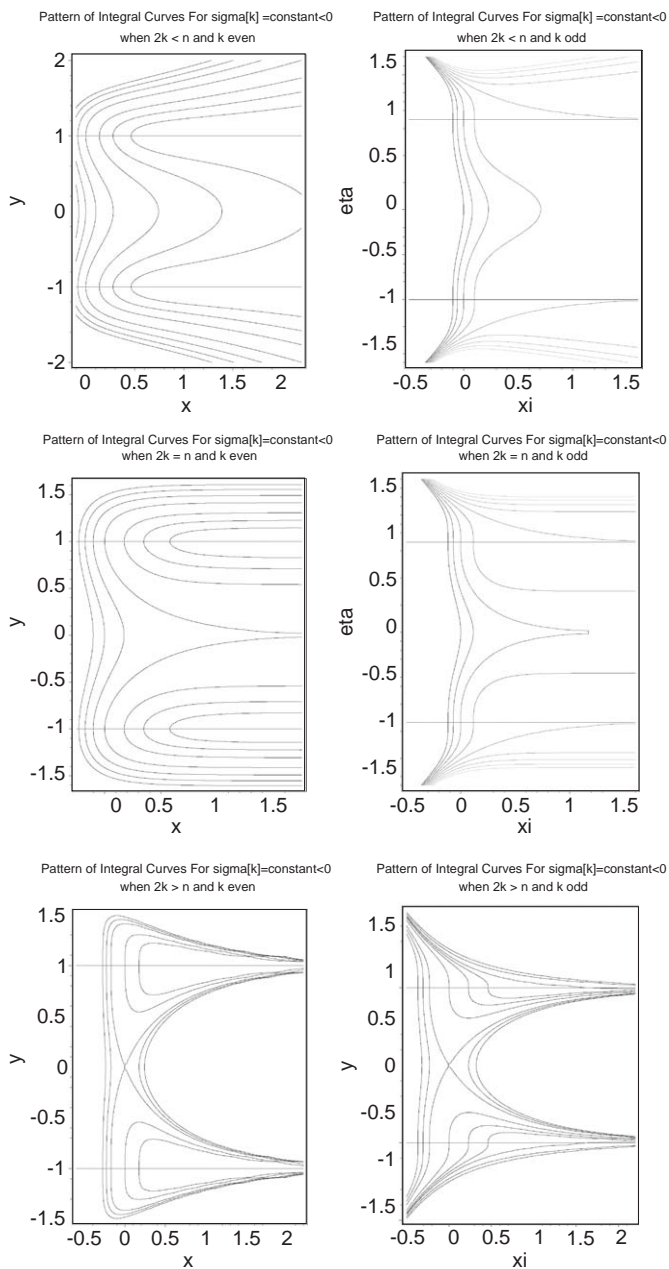 Pattern of Integral Curves For sigma[k] =constant<0
when 2k < n and k even
2
1
0
-1
-2
y
0
0.5
1
1.5
2
x
Pattern of Integral Curves For sigma[k]=constant<0
when 2k < n and k odd
1.5
1
0.5
0
-0.5
-1
-1.5
eta
-0.5
0
0.5
1
1.5
xi
Pattern of Integral Curves For sigma[k]=constant<0
when 2k = n and k even
1.5
1
0.5
0
-0.5
-1
-1.5
y
0
0.5
1
1.5
x
Pattern of Integral Curves For sigma[k]=constant<0
when 2k = n and k odd
1.5
1
0.5
0
-0.5
-1
-1.5
eta
-0.5
0
0.5
1
1.5
xi
Pattern of Integral Curves For sigma[k]=constant<0
when 2k > n and k even
1.5
1
0.5
0
-0.5
-1
-1.5
y
-0.5
0
0.5
1
1.5
2
x
Pattern of Integral Curves For sigma[k]=constant<0
when 2k > n and k odd
1.5
1
0.5
0
-0.5
-1
-1.5
y
-0.5
0
0.5
1
1.5
2
xi